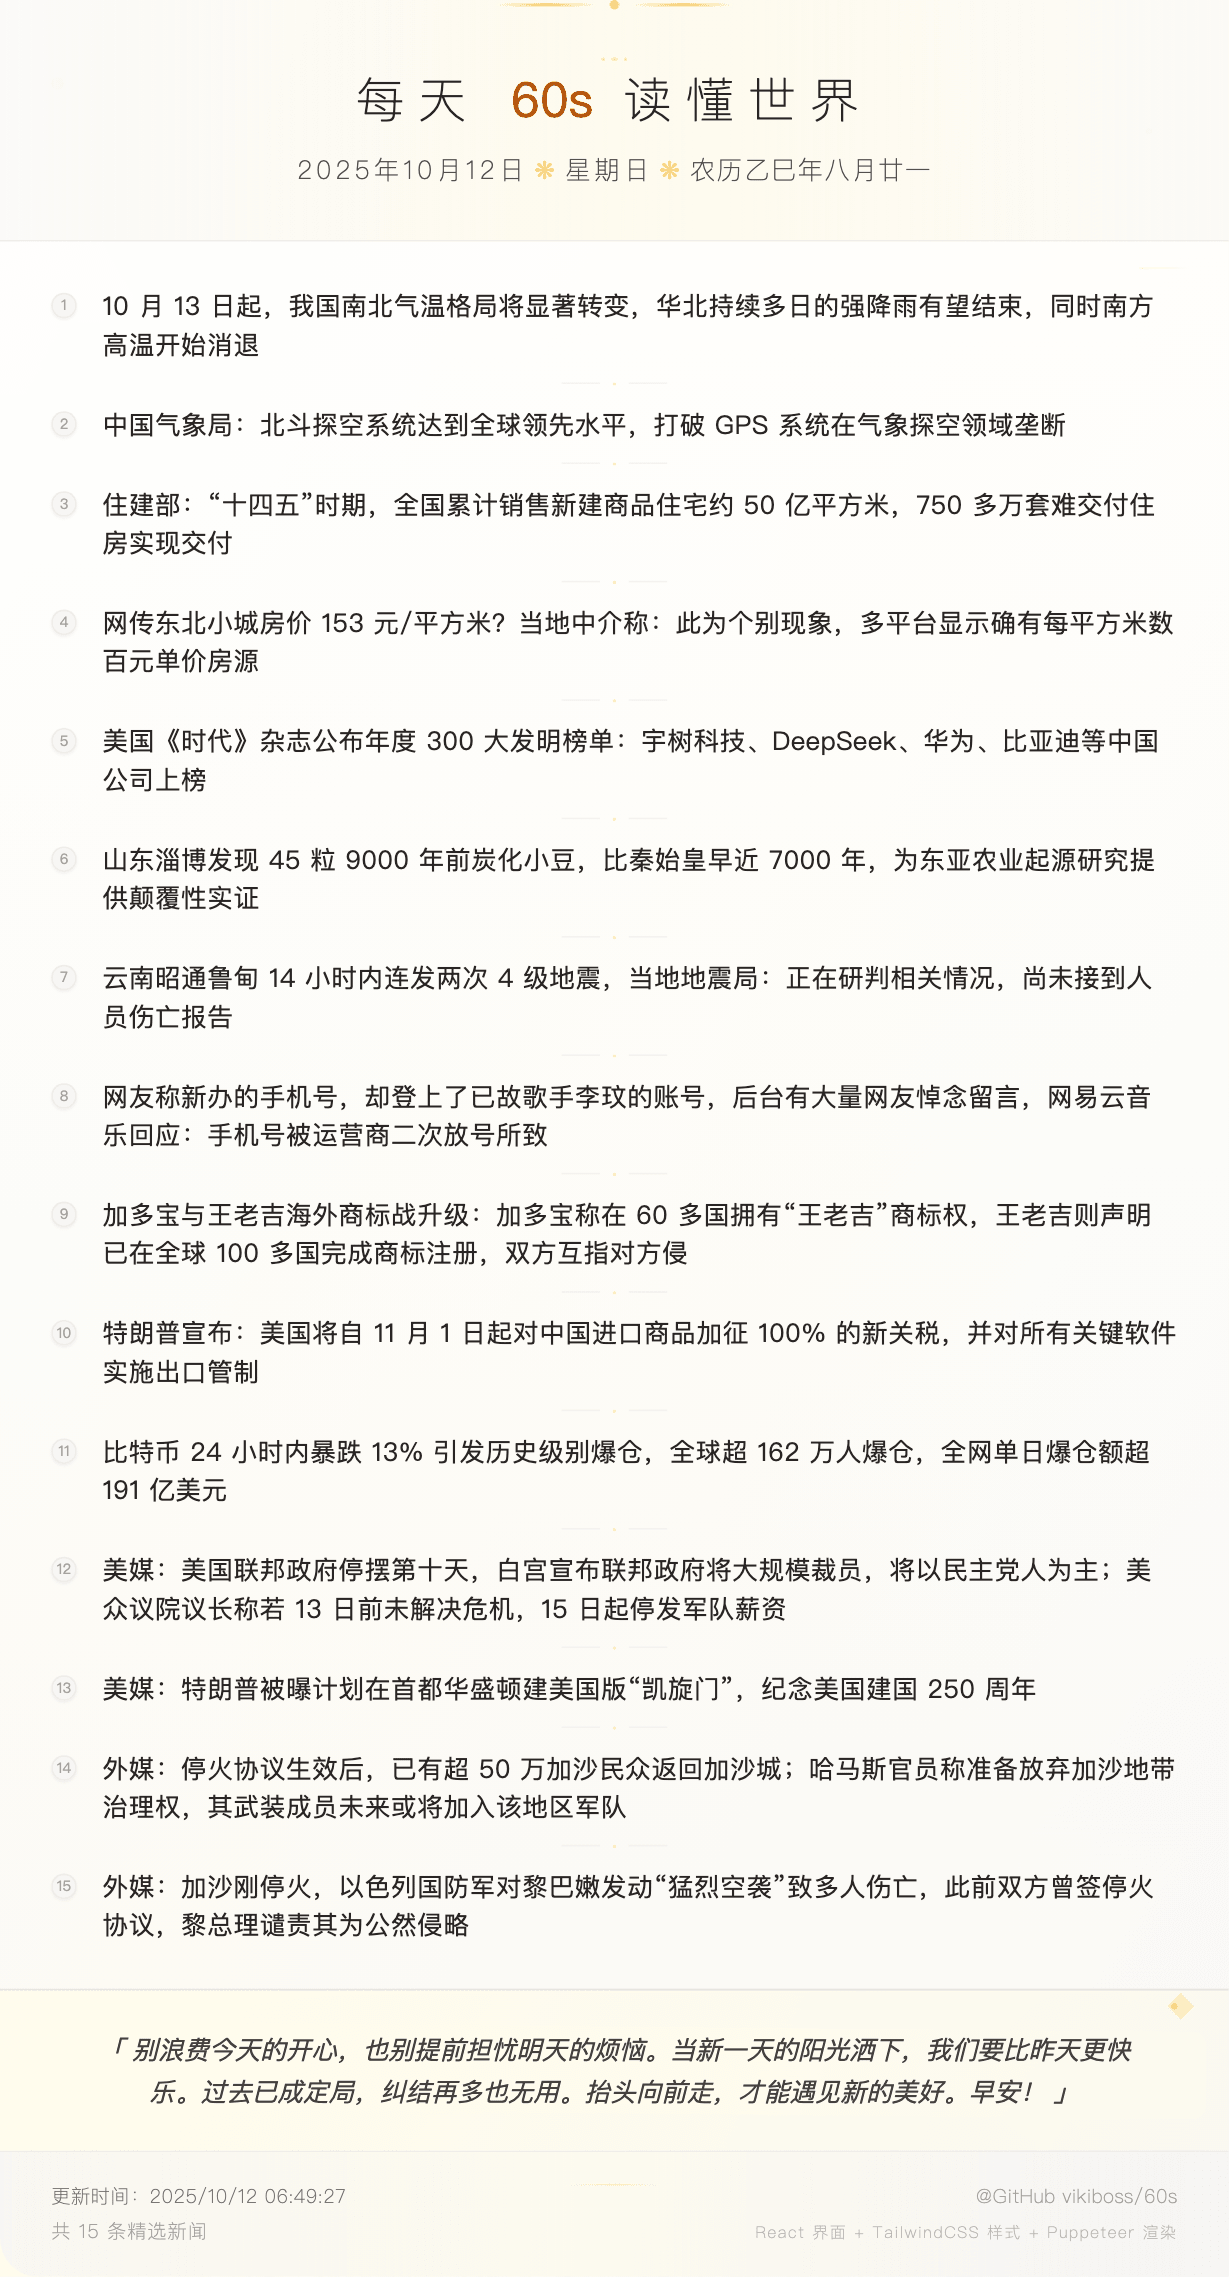 每天 60s 读懂世界
2025年10月12日 ❋ 星期日 ❋ 农历乙巳年八月廿一
1 10 月 13 日起，我国南北气温格局将显著转变，华北持续多日的强降雨有望结束，同时南方
高温开始消退
2 中国气象局：北斗探空系统达到全球领先水平，打破 GPS 系统在气象探空领域垄断
3 住建部：“十四五”时期，全国累计销售新建商品住宅约 50 亿平方米，750 多万套难交付住
房实现交付
4 网传东北小城房价 153 元/平方米？当地中介称：此为个别现象，多平台显示确有每平方米数
百元单价房源
5 美国《时代》杂志公布年度 300 大发明榜单：宇树科技、DeepSeek、华为、比亚迪等中国
公司上榜
6 山东淄博发现 45 粒 9000 年前炭化小豆，比秦始皇早近 7000 年，为东亚农业起源研究提
供颠覆性实证
7 云南昭通鲁甸 14 小时内连发两次 4 级地震，当地地震局：正在研判相关情况，尚未接到人
员伤亡报告
8 网友称新办的手机号，却登上了已故歌手李玟的账号，后台有大量网友悼念留言，网易云音
乐回应：手机号被运营商二次放号所致
9 加多宝与王老吉海外商标战升级：加多宝称在 60 多国拥有“王老吉”商标权，王老吉则声明
已在全球 100 多国完成商标注册，双方互指对方侵
10 特朗普宣布：美国将自 11 月 1 日起对中国进口商品加征 100% 的新关税，并对所有关键软件
实施出口管制
11 比特币 24 小时内暴跌 13% 引发历史级别爆仓，全球超 162 万人爆仓，全网单日爆仓额超
191 亿美元
12 美媒：美国联邦政府停摆第十天，白宫宣布联邦政府将大规模裁员，将以民主党人为主；美
众议院议长称若 13 日前未解决危机，15 日起停发军队薪资
13 美媒：特朗普被曝计划在首都华盛顿建美国版“凯旋门”，纪念美国建国 250 周年
14 外媒：停火协议生效后，已有超 50 万加沙民众返回加沙城；哈马斯官员称准备放弃加沙地带
治理权，其武装成员未来或将加入该地区军队
15 外媒：加沙刚停火，以色列国防军对黎巴嫩发动“猛烈空袭”致多人伤亡，此前双方曾签停火
协议，黎总理谴责其为公然侵略
「 别浪费今天的开心，也别提前担忧明天的烦恼。当新一天的阳光洒下，我们要比昨天更快
乐。过去已成定局，纠结再多也无用。抬头向前走，才能遇见新的美好。早安！ 」
更新时间：2025/10/12 06:49:27
@GitHub vikiboss/60s
共 15 条精选新闻
React 界面 + TailwindCSS 样式 + Puppeteer 渲染